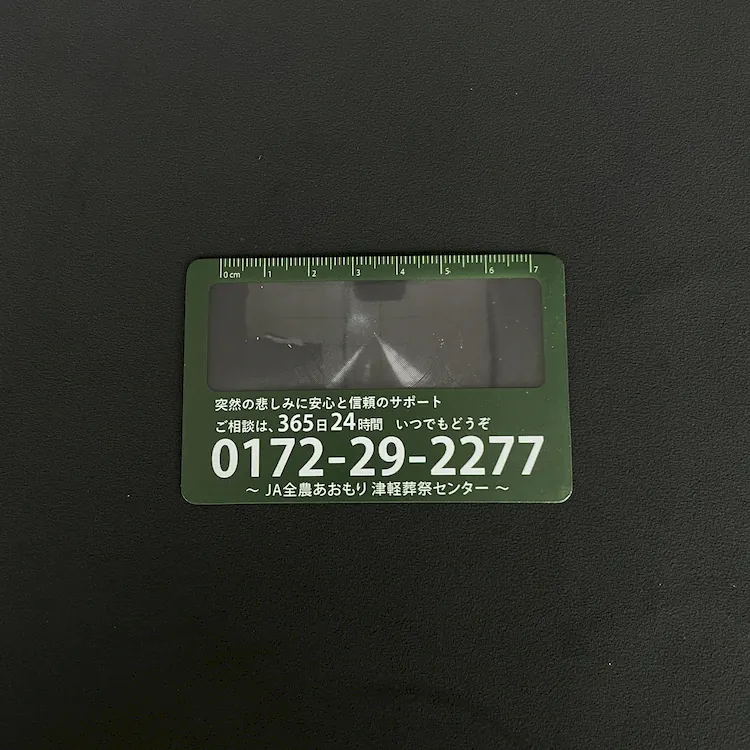 0cm 1 2 3 4 5 6 7
突然の悲しみに安心と信頼のサポート
ご相談は、365日24時間 いつでもどうぞ
0172-29-2277
～ JA全農あおもり 津軽葬祭センター ～